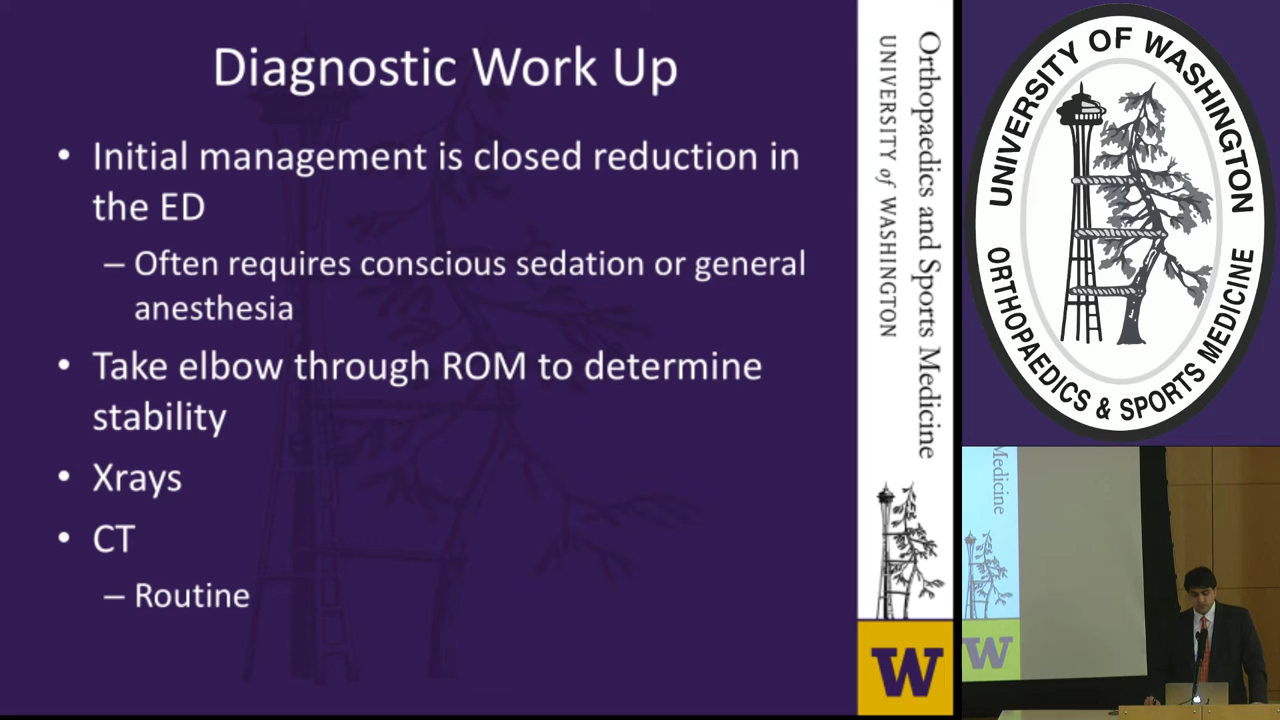 Diagnostic Work Up
• Initial management is closed reduction in
the ED
– Often requires conscious sedation or general
anesthesia
• Take elbow through ROM to determine
stability
• Xrays
• CT
– Routine
Orthopaedics and Sports Medicine
UNIVERSITY of WASHINGTON
W
UNIVERSITY OF WASHINGTON
ORTHOPAEDICS & SPORTS MEDICINE
Medicine
W